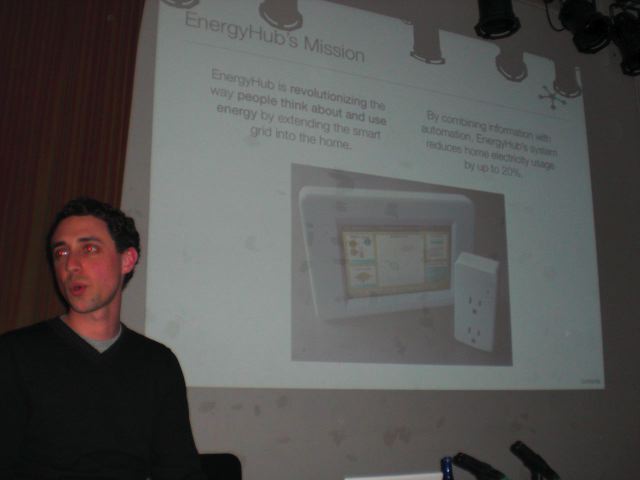 EnergyHub's Mission
EnergyHub is revolutionizing the
way people think about and use
energy by extending the smart
grid into the home.
By combining information with
automation, EnergyHub's system
reduces home electricity usage
by up to 20%.